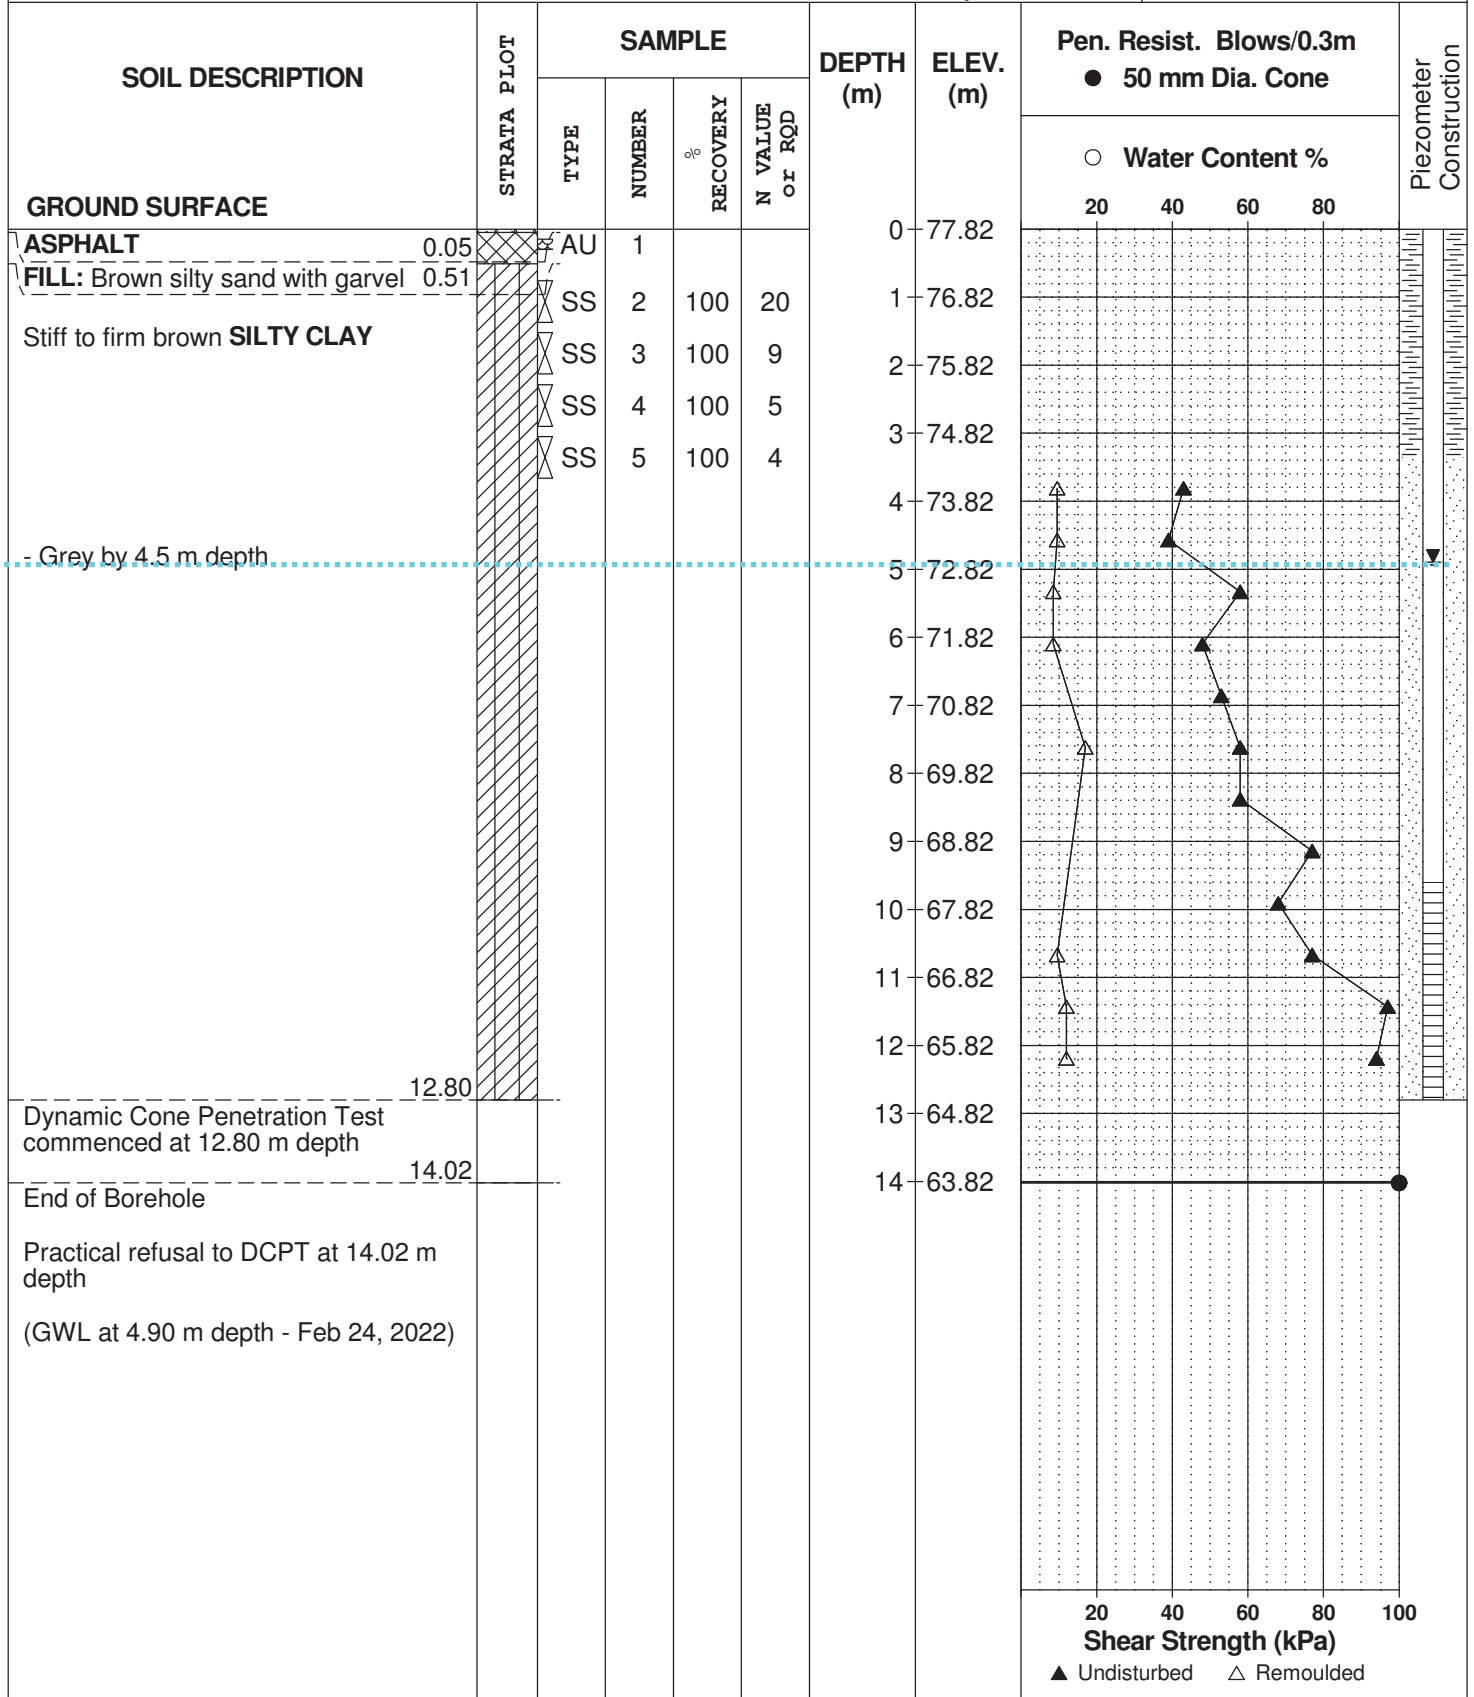 SOIL DESCRIPTION
GROUND SURFACE
STRATA PLOT
SAMPLE
TYPE
NUMBER
% RECOVERY
N VALUE or RQD
DEPTH (m)
ELEV. (m)
Pen. Resist. Blows/0.3m
● 50 mm Dia. Cone
○ Water Content %
20 40 60 80
Piezometer Construction
ASPHALT 0.05
FILL: Brown silty sand with garvel 0.51
Stiff to firm brown SILTY CLAY
- Grey by 4.5 m depth
12.80
Dynamic Cone Penetration Test
commenced at 12.80 m depth
14.02
End of Borehole
Practical refusal to DCPT at 14.02 m
depth
(GWL at 4.90 m depth - Feb 24, 2022)
AU 1
SS 2 100 20
SS 3 100 9
SS 4 100 5
SS 5 100 4
0 77.82
1 76.82
2 75.82
3 74.82
4 73.82
5 72.82
6 71.82
7 70.82
8 69.82
9 68.82
10 67.82
11 66.82
12 65.82
13 64.82
14 63.82
20 40 60 80 100
Shear Strength (kPa)
▲ Undisturbed △ Remoulded